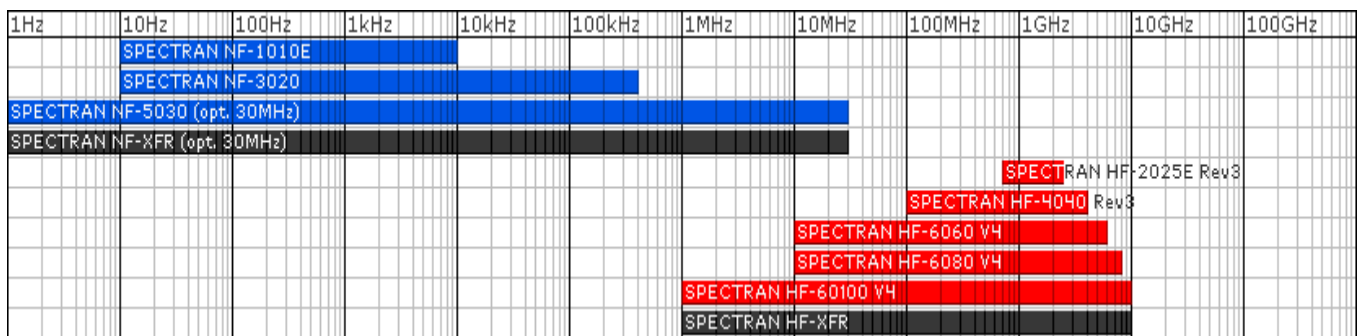 1Hz 10Hz 100Hz 1kHz 10kHz 100kHz 1MHz 10MHz 100MHz 1GHz 10GHz 100GHz
SPECTRAN NF-1010E
SPECTRAN NF-3020
SPECTRAN NF-5030 (opt. 30MHz)
SPECTRAN NF-XFR (opt. 30MHz)
SPECTRAN HF-2025E Rev3
SPECTRAN HF-4040 Rev3
SPECTRAN HF-6060 V4
SPECTRAN HF-6080 V4
SPECTRAN HF-60100 V4
SPECTRAN HF-XFR